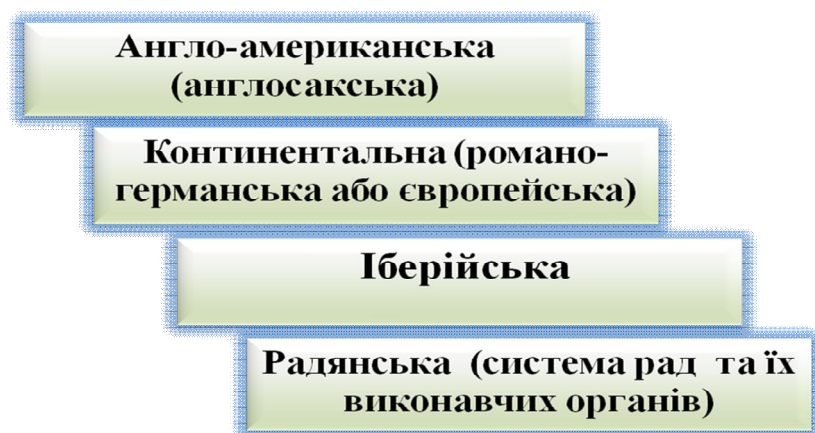 Англо-американська
(англосакська)
Континентальна (романо-
германська або європейська)
Іберійська
Радянська (система рад та їх
виконавчих органів)